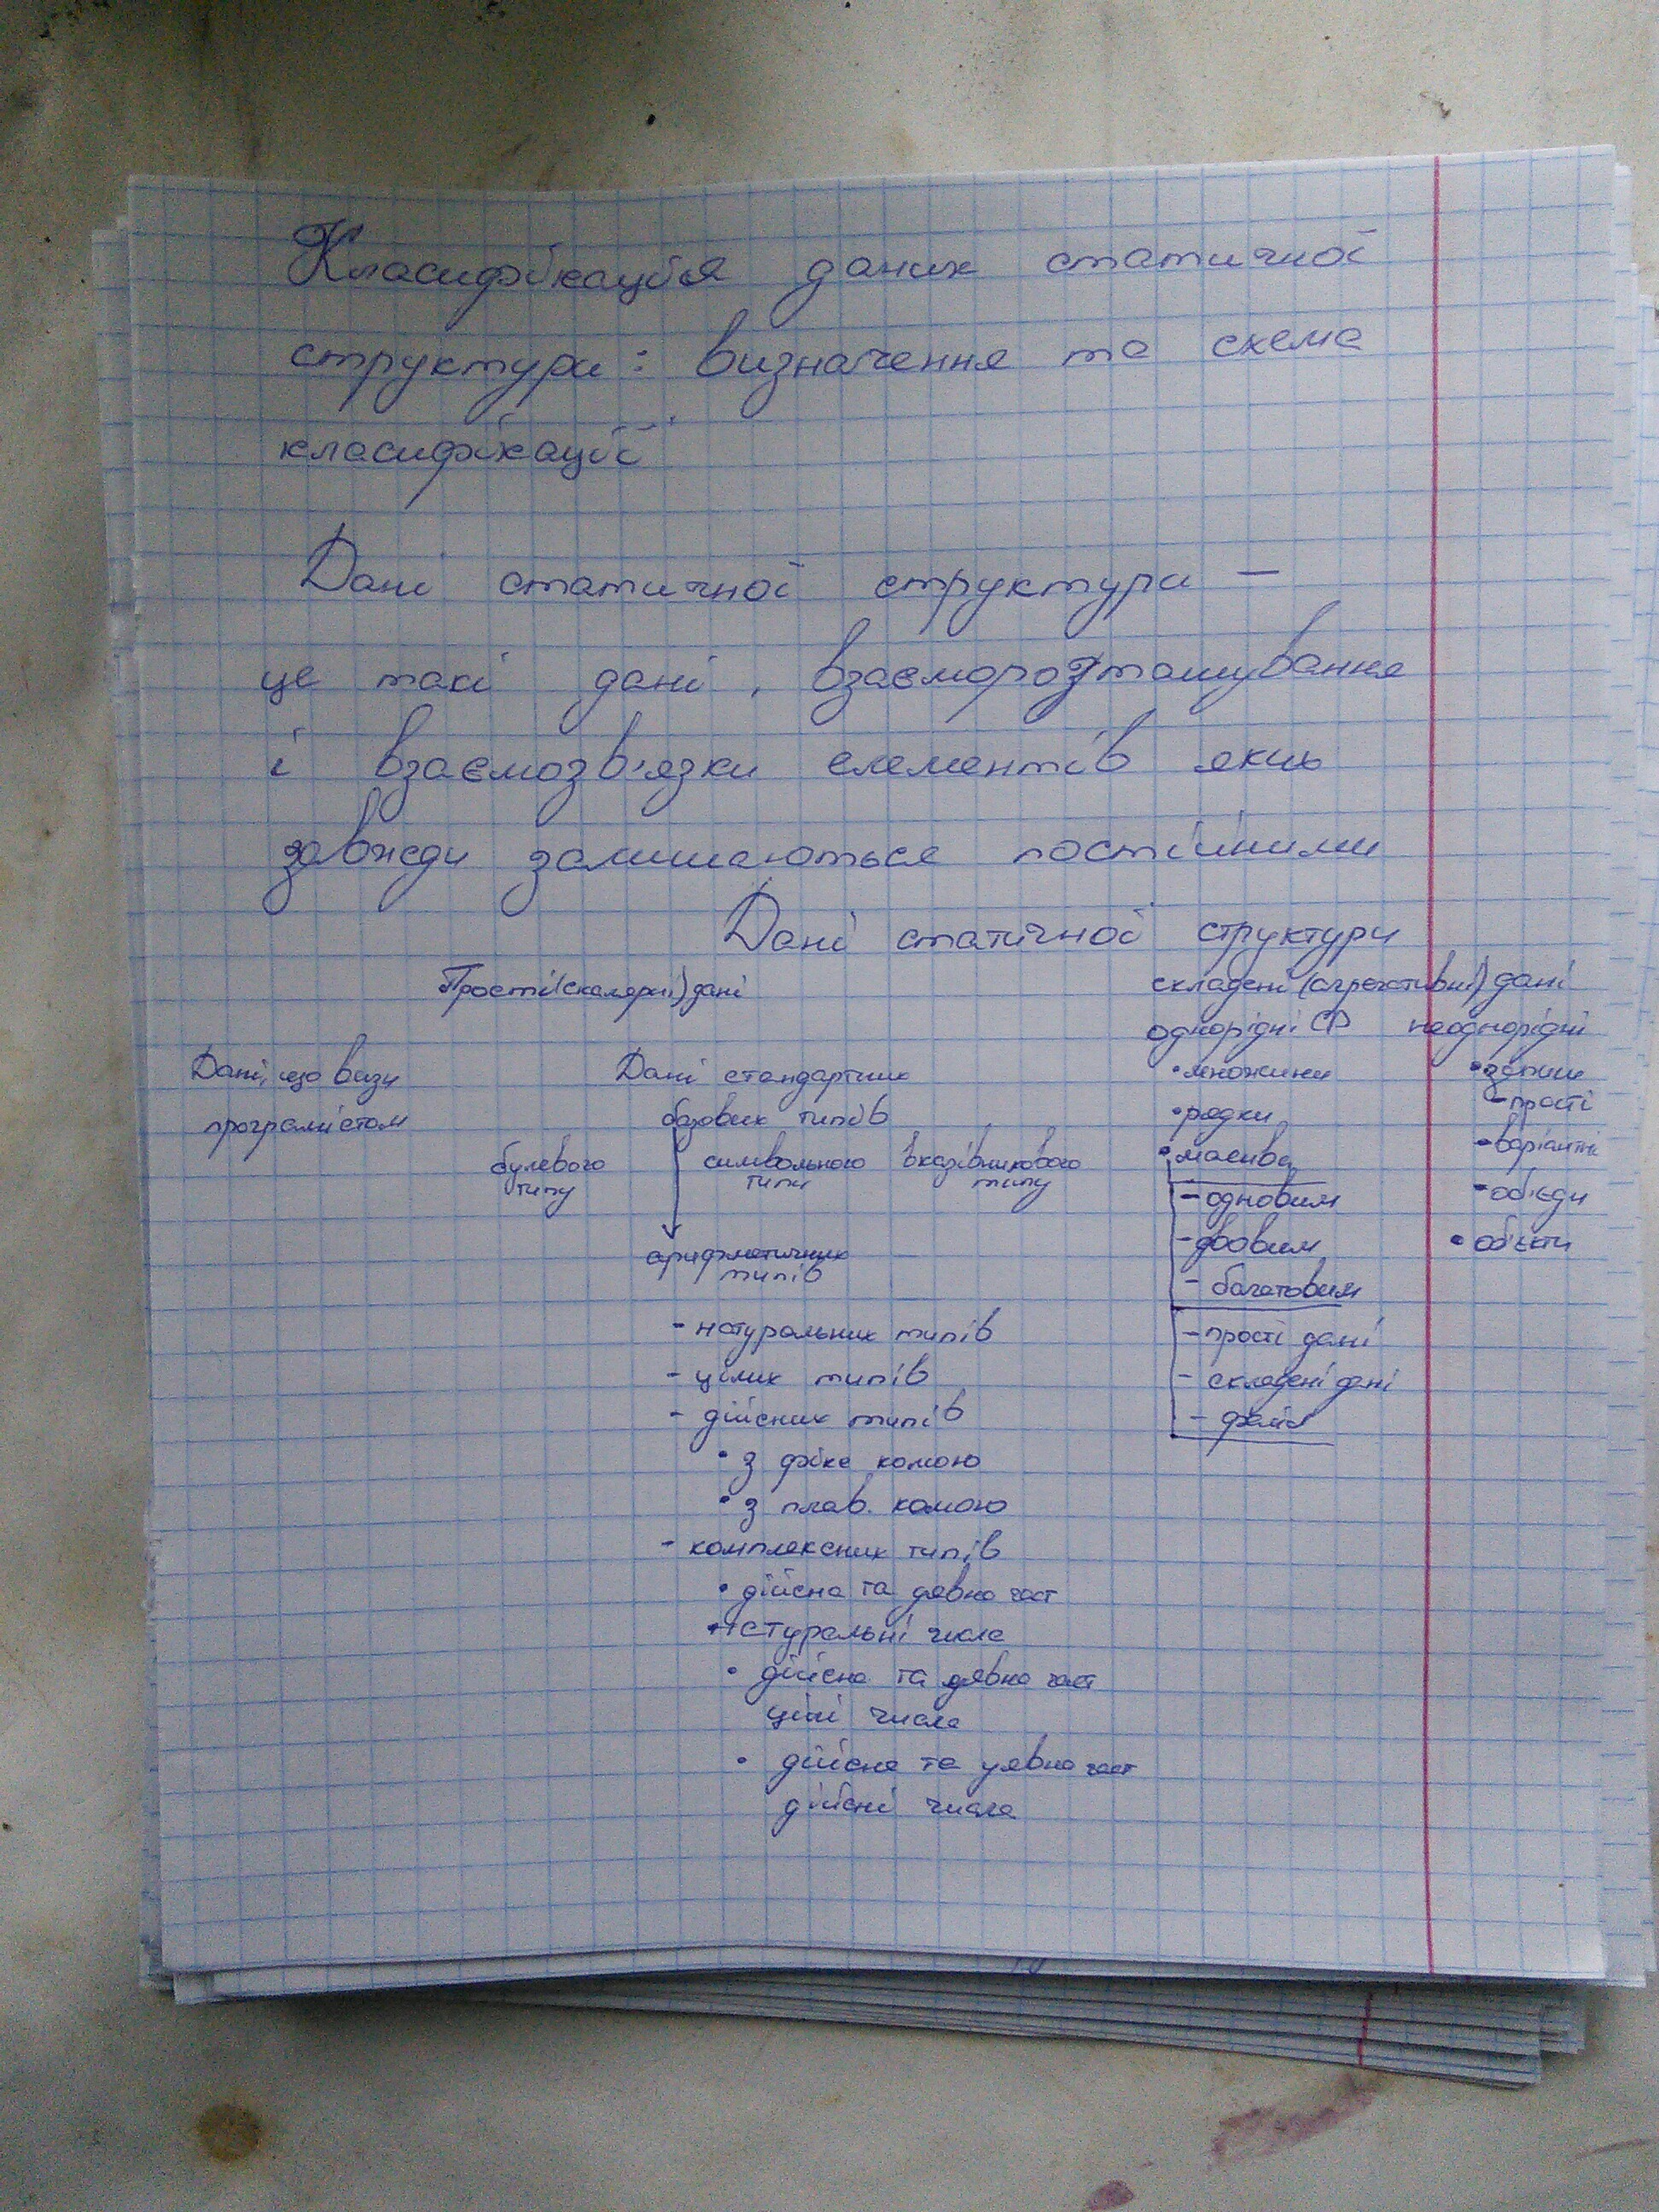 Класифікація даних статичної
структури: визначення та схема
класифікації
Дані статичної структури –
це такі дані, взаєморозташування
і взаємозв'язки елементів яких
завжди залишаються постійними
Дані статичної структури
Прості (скалярні) дані
складені (агрегативні) дані
однорідні СД неоднорідні
Дані, що визн
програмістом
Дані стандартних
базових типів
булевого
типу
символьного
типу
вказівникового
типу
арифметичних
типів
- натуральних типів
- цілих типів
- дійсних типів
• з фікс комою
• з плав. комою
- комплексних типів
• дійсна та уявна част
натуральні числа
• дійсна та уявна част
цілі числа
• дійсна та уявна част
дійсні числа
• множини
• рядки
• масиви
- одновим
- двовим
- багатовим
- прості дані
- складені дані
- файли
• записи
- прості
- варіантні
- об'єдн
• об'єкти